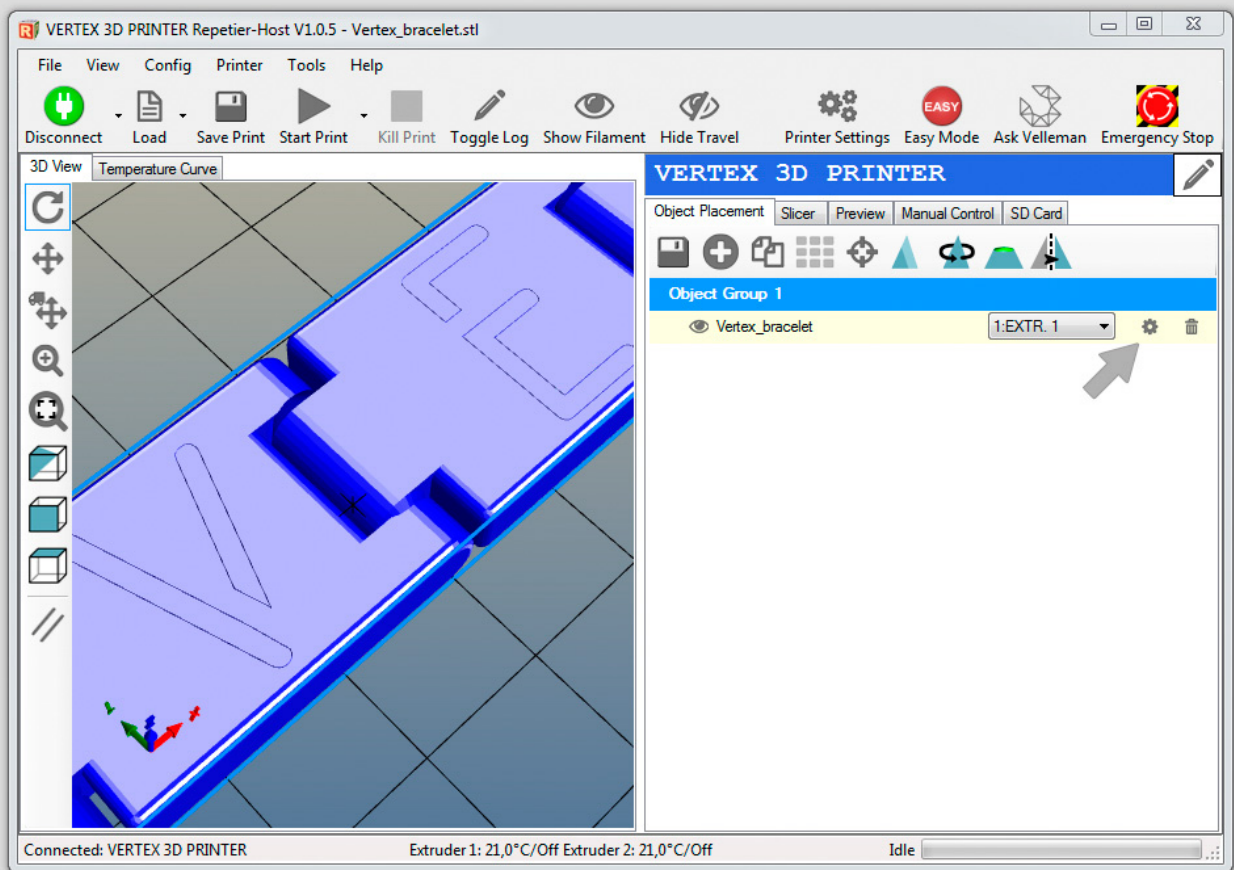 VERTEX 3D PRINTER Repetier-Host V1.0.5 - Vertex_bracelet.stl
File View Config Printer Tools Help
Disconnect Load Save Print Start Print Kill Print Toggle Log Show Filament Hide Travel Printer Settings EASY Easy Mode Ask Velleman Emergency Stop
3D View Temperature Curve
VERTEX 3D PRINTER
Object Placement Slicer Preview Manual Control SD Card
Object Group 1
Vertex_bracelet 1:EXTR. 1
V E
Connected: VERTEX 3D PRINTER Extruder 1: 21,0°C/Off Extruder 2: 21,0°C/Off Idle